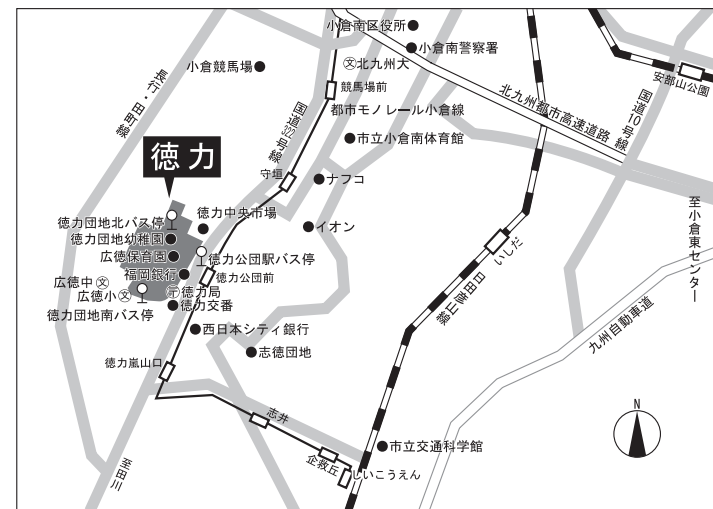 小倉南区役所
小倉南警察署
文北九州大
小倉競馬場
競馬場前
安部山公園
長行・田町線
国道322号線
都市モノレール小倉線
北九州都市高速道路
国道10号線
市立小倉南体育館
徳力
守恒
ナフコ
徳力中央市場
イオン
徳力団地北バス停
徳力団地幼稚園
広徳保育園
福岡銀行
広徳中文
広徳小文
徳力団地南バス停
徳力公団駅バス停
徳力公団前
〒徳力局
徳力交番
西日本シティ銀行
志徳団地
いしだ
日田彦山線
至小倉東センター
九州自動車道
徳力嵐山口
志井
企救丘
しいこうえん
市立交通科学館
至田川
N